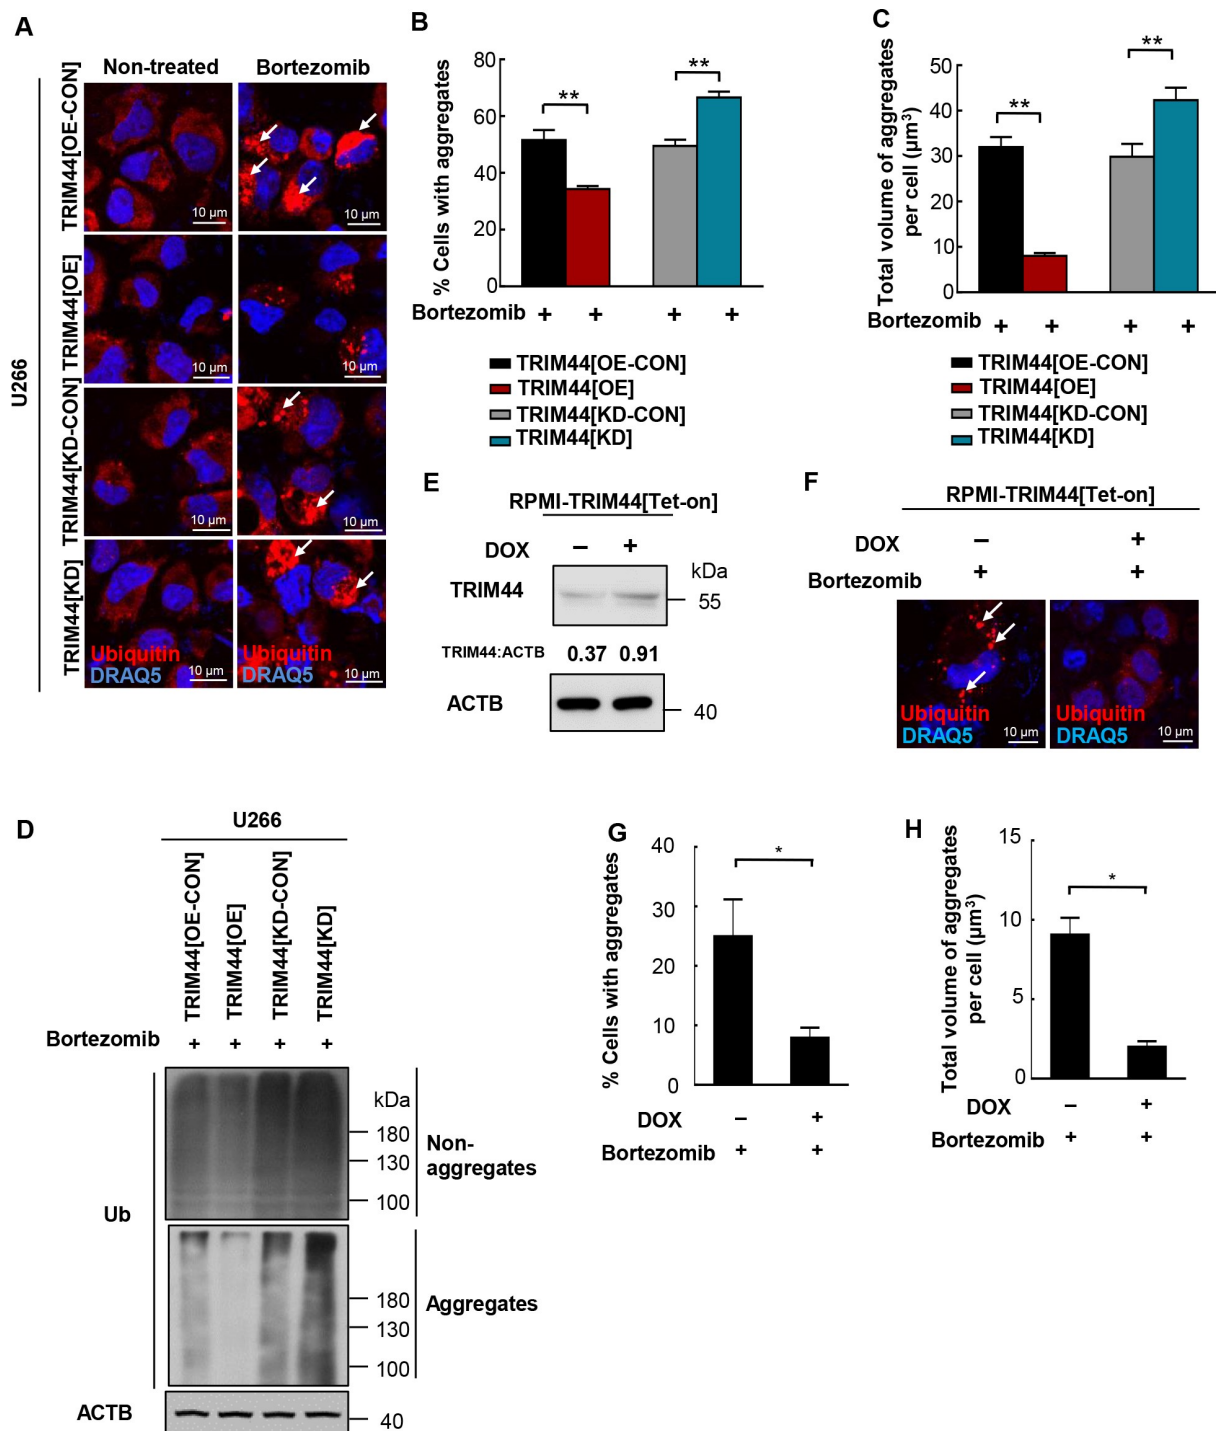 A
Non-treated
Bortezomib
U266
TRIM44[OE-CON]
10 µm
10 µm
TRIM44[OE]
10 µm
10 µm
TRIM44[KD-CON]
10 µm
10 µm
TRIM44[KD]
Ubiquitin
DRAQ5
10 µm
Ubiquitin
DRAQ5
10 µm
B
% Cells with aggregates
80
60
40
20
0
**
**
Bortezomib + + + +
TRIM44[OE-CON]
TRIM44[OE]
TRIM44[KD-CON]
TRIM44[KD]
C
Total volume of aggregates
per cell (µm³)
50
40
30
20
10
0
**
**
Bortezomib + + + +
TRIM44[OE-CON]
TRIM44[OE]
TRIM44[KD-CON]
TRIM44[KD]
E
RPMI-TRIM44[Tet-on]
DOX – +
kDa
TRIM44
55
TRIM44:ACTB 0.37 0.91
ACTB
40
F
RPMI-TRIM44[Tet-on]
DOX – +
Bortezomib + +
Ubiquitin
DRAQ5
10 µm
Ubiquitin
DRAQ5
10 µm
D
U266
TRIM44[OE-CON]
TRIM44[OE]
TRIM44[KD-CON]
TRIM44[KD]
Bortezomib + + + +
Ub
kDa
180
130
100
Non-
aggregates
180
130
100
Aggregates
ACTB
40
G
% Cells with aggregates
40
30
20
10
0
*
DOX – +
Bortezomib + +
H
Total volume of aggregates
per cell (µm³)
15
10
5
0
*
DOX – +
Bortezomib + +